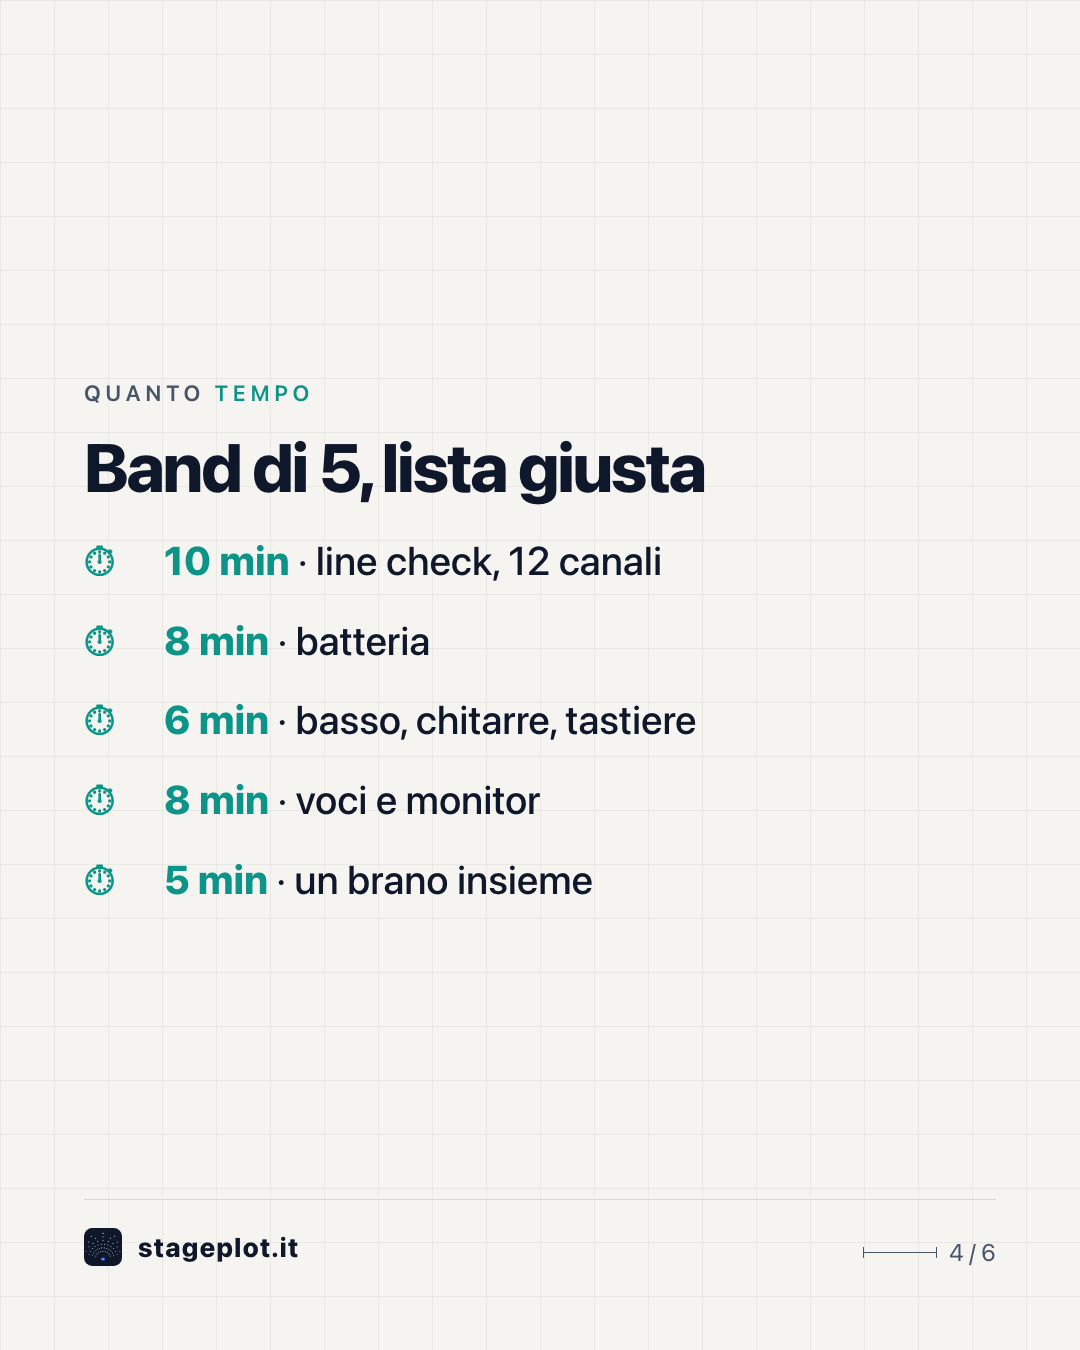 QUANTO TEMPO
Band di 5, lista giusta
10 min · line check, 12 canali
8 min · batteria
6 min · basso, chitarre, tastiere
8 min · voci e monitor
5 min · un brano insieme
stageplot.it
4/6